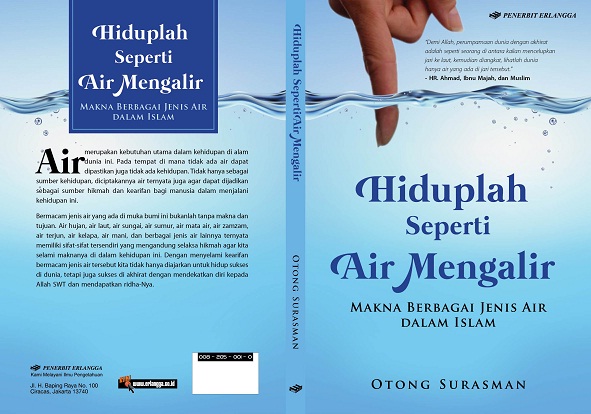 Hiduplah
Seperti
Air Mengalir
Makna Berbagai Jenis Air
dalam Islam
Air merupakan kebutuhan utama dalam kehidupan di alam
dunia ini. Pada tempat di mana tidak ada air dapat
dipastikan juga tidak ada kehidupan. Tidak hanya sebagai
sumber kehidupan, diciptakannya air ternyata juga agar dapat dijadikan
sebagai sumber hikmah dan kearifan bagi manusia dalam menjalani
kehidupan ini.
Bermacam jenis air yang ada di muka bumi ini bukanlah tanpa makna dan
tujuan. Air hujan, air laut, air sungai, air sumur, air mata air, air zamzam,
air terjun, air kelapa, air mani, dan berbagai jenis air lainnya ternyata
memiliki sifat-sifat tersendiri yang mengandung selaksa hikmah agar kita
selami maknanya di dalam kehidupan ini. Dengan menyelami kearifan
bermacam jenis air tersebut kita tidak hanya diajarkan untuk hidup sukses
di dunia, tetapi juga sukses di akhirat dengan mendekatkan diri kepada
Allah SWT dan mendapatkan ridha-Nya.
PENERBIT ERLANGGA
Kami Melayani Ilmu Pengetahuan
Jl. H. Baping Raya No. 100
Ciracas, Jakarta 13740
www.erlangga.co.id
008-205-001-0
Hiduplah Seperti Air Mengalir
Otong Surasman
PENERBIT ERLANGGA
"Demi Allah, perumpamaan dunia dengan akhirat
adalah seperti seorang di antara kalian mencelupkan
jari ke laut, kemudian diangkat, lihatlah dunia
hanya air yang ada di jari tersebut."
- HR. Ahmad, Ibnu Majah, dan Muslim
Hiduplah
Seperti
Air Mengalir
Makna Berbagai Jenis Air
dalam Islam
Otong Surasman